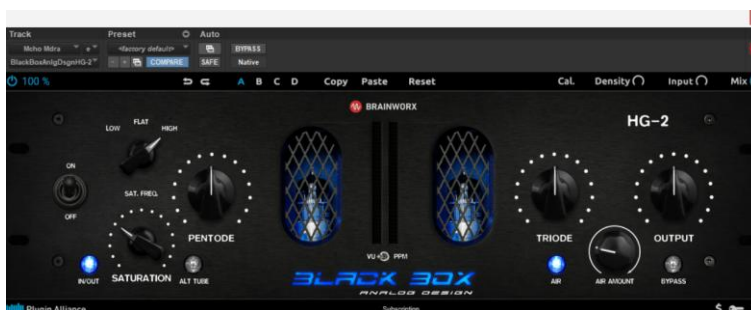 Track Preset Auto
Mcho Mdra e <factory default> BYPASS
BlackBoxAnlgDsgnHG-2 - + COMPARE SAFE Native
100 % A B C D Copy Paste Reset Cal. Density Input Mix
BRAINWORX
HG-2
LOW FLAT HIGH
ON
OFF
SAT. FREQ.
PENTODE TRIODE OUTPUT
VU PPM
IN/OUT SATURATION ALT TUBE BLACK BOX AIR AIR AMOUNT BYPASS
ANALOG DESIGN
Plugin Alliance Subscription $